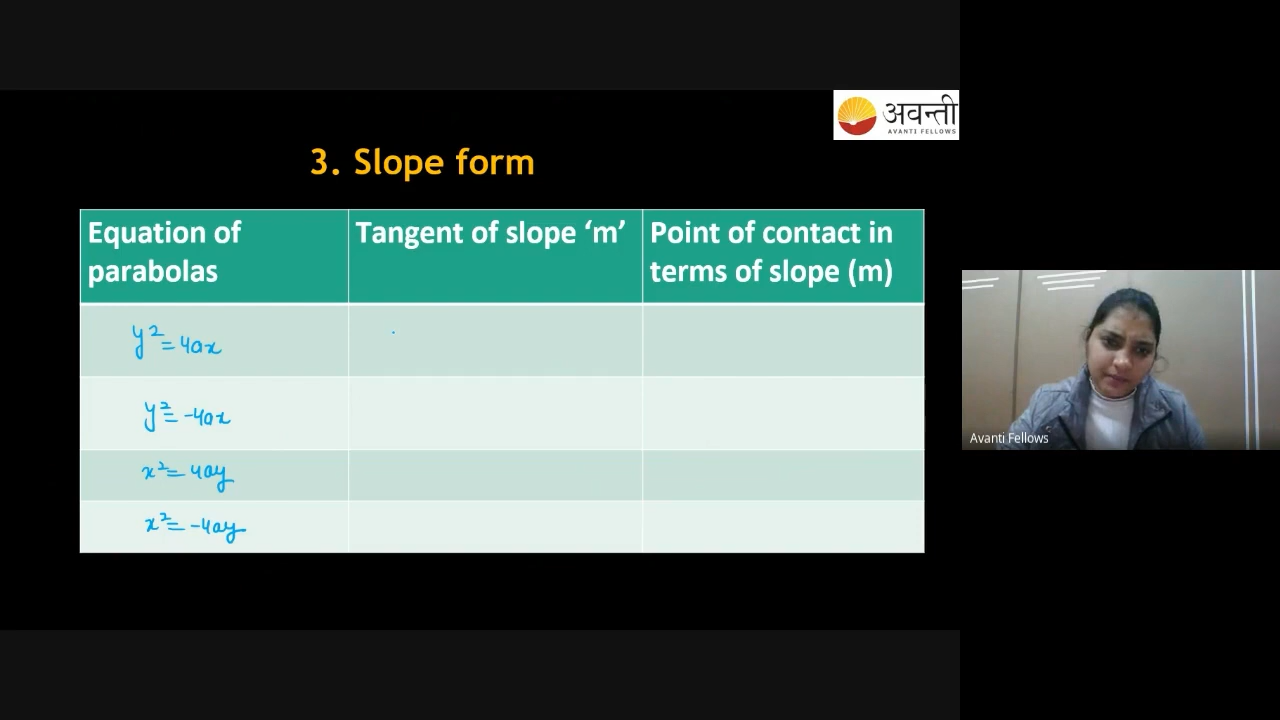 अवन्ती
AVANTI FELLOWS
3. Slope form
Equation of parabolas
Tangent of slope ‘m’
Point of contact in terms of slope (m)
y² = 4ax
y² = -4ax
x² = 4ay
x² = -4ay
Avanti Fellows